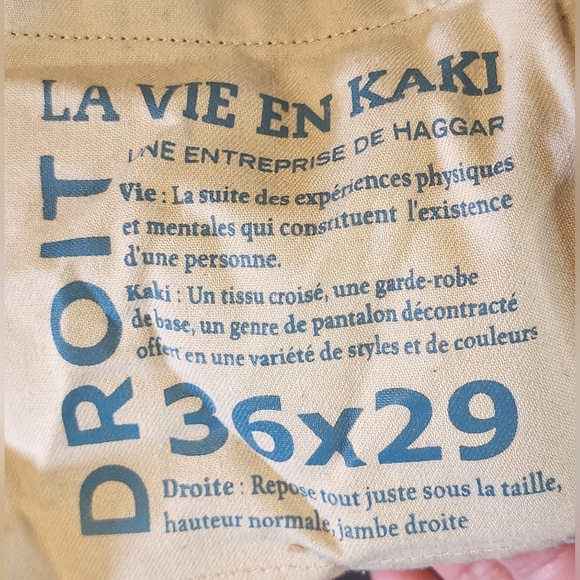 LA VIE EN KAKI
UNE ENTREPRISE DE HAGGAR
DROIT
Vie : La suite des expériences physiques
et mentales qui constituent l'existence
d'une personne.
Kaki : Un tissu croisé, une garde-robe
de base, un genre de pantalon décontracté
offert en une variété de styles et de couleurs
36x29
Droite : Repose tout juste sous la taille,
hauteur normale, jambe droite